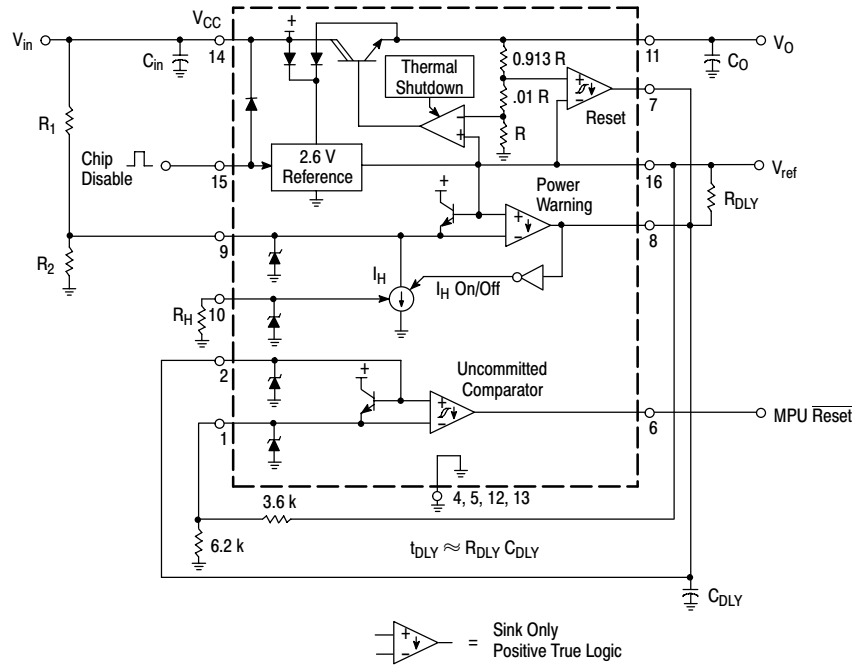 V_CC
V_in
14
C_in
R_1
Chip
Disable
15
R_2
9
R_H
10
2
1
+
Thermal
Shutdown
−
+
0.913 R
.01 R
R
+
−
Reset
11
C_O
V_O
7
2.6 V
Reference
16
V_ref
R_DLY
+
Power
Warning
+
−
8
I_H
I_H On/Off
+
Uncommitted
Comparator
+
−
6
MPU Reset
4, 5, 12, 13
3.6 k
6.2 k
t_DLY ≈ R_DLY C_DLY
C_DLY
+
−
=
Sink Only
Positive True Logic